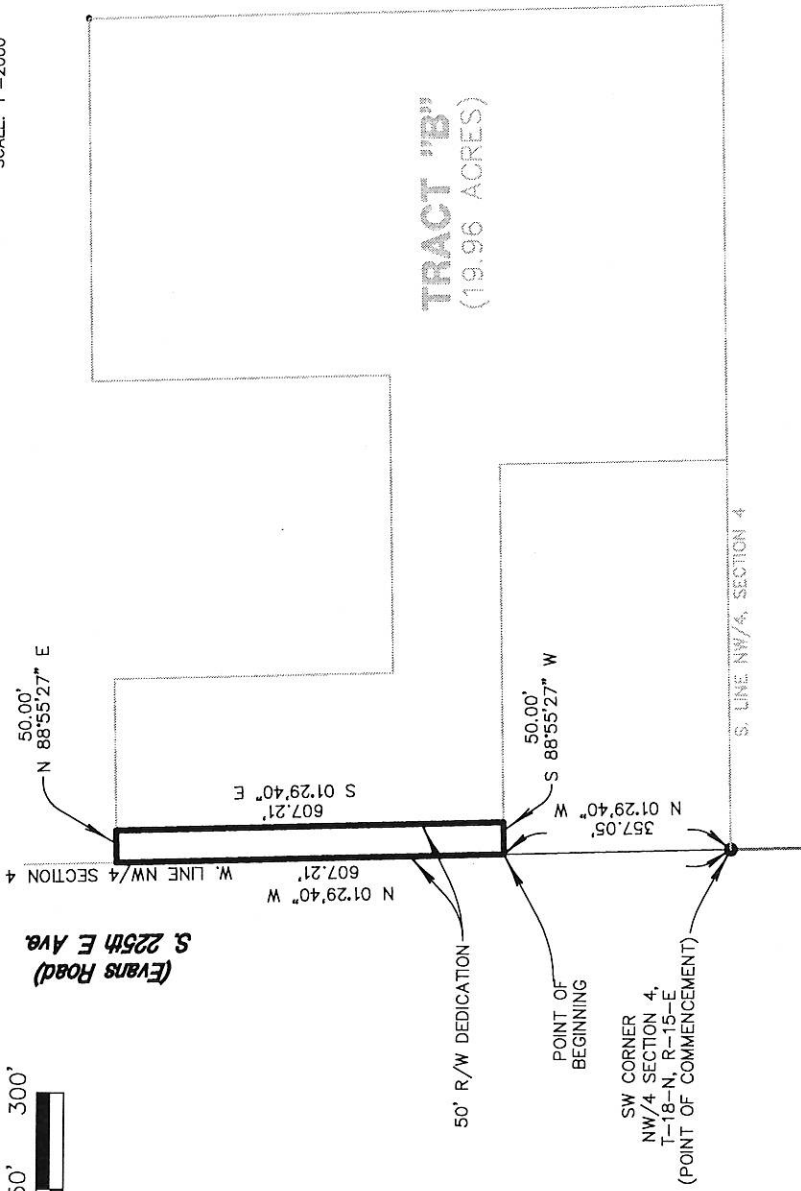 SCALE: 1"=2000'
TRACT "B"
(19.96 ACRES)
50.00'
N 88°55'27" E
S 01°29'40" E
607.21'
W. LINE NW/4 SECTION 4
607.21'
N 01°29'40" W
(Evans Road)
S. 225th E Ave.
50.00'
S 88°55'27" W
N 01°29'40" W
357.05'
S. LINE NW/4, SECTION 4
50' R/W DEDICATION
POINT OF
BEGINNING
SW CORNER
NW/4 SECTION 4,
T-18-N, R-15-E
(POINT OF COMMENCEMENT)
300'